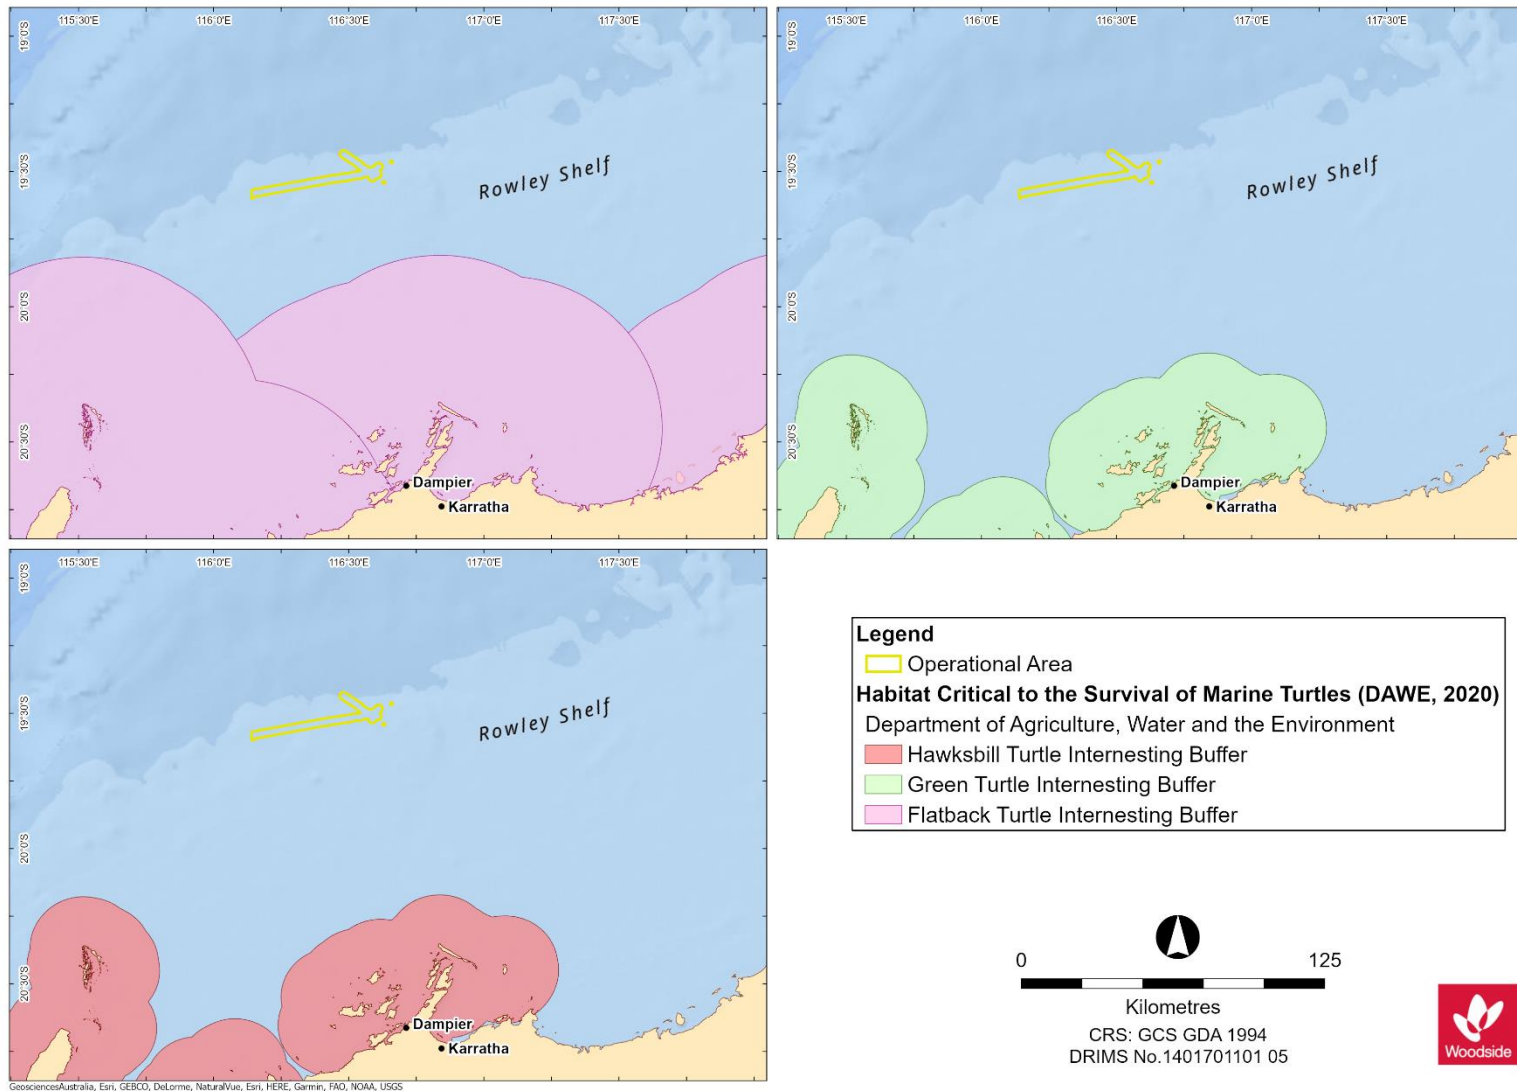 115°30'E 116°0'E 116°30'E 117°0'E 117°30'E
19°0'S
19°30'S
20°0'S
20°30'S
Rowley Shelf
Dampier
Karratha
115°30'E 116°0'E 116°30'E 117°0'E 117°30'E
19°0'S
19°30'S
20°0'S
20°30'S
Rowley Shelf
Dampier
Karratha
115°30'E 116°0'E 116°30'E 117°0'E 117°30'E
19°0'S
19°30'S
20°0'S
20°30'S
Rowley Shelf
Dampier
Karratha
GeosciencesAustralia, Esri, GEBCO, DeLorme, NaturalVue, Esri, HERE, Garmin, FAO, NOAA, USGS
Legend
Operational Area
Habitat Critical to the Survival of Marine Turtles (DAWE, 2020)
Department of Agriculture, Water and the Environment
Hawksbill Turtle Internesting Buffer
Green Turtle Internesting Buffer
Flatback Turtle Internesting Buffer
0 125
Kilometres
CRS: GCS GDA 1994
DRIMS No.1401701101 05
Woodside